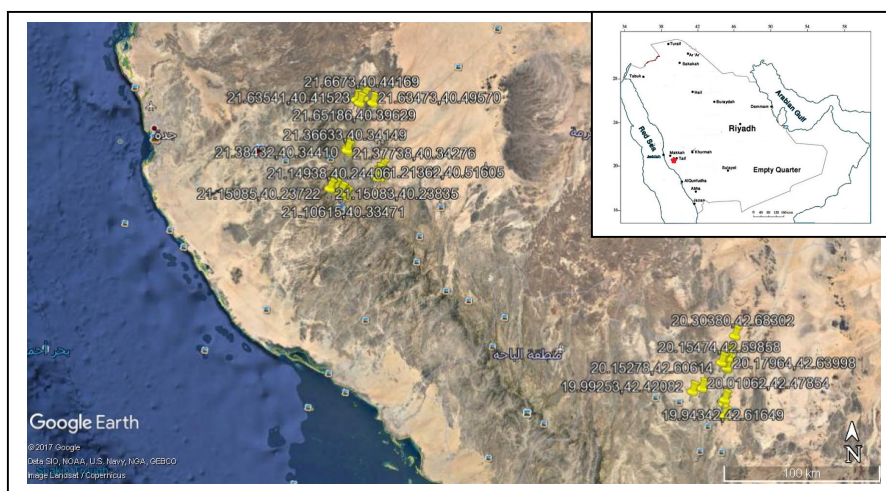 21.6673,40.44169
21.63541,40.41523
21.63473,40.49570
21.65186,40.39629
21.36633,40.34149
21.38432,40.34410
21.37738,40.34276
21.14938,40.24406
1.21362,40.51605
21.15085,40.23722
21.15083,40.23835
21.10615,40.33471
جدة
منطقة الباحة
20.30380,42.68302
20.15474,42.59858
20.17964,42.63998
20.15278,42.60614
19.99253,42.42082
20.01062,42.47854
19.94342,42.61649
Google Earth
© 2017 Google
Data SIO, NOAA, U.S. Navy, NGA, GEBCO
Image Landsat / Copernicus
100 km
Turaif
Ar 'Ar
Sakakah
Tabuk
Hail
Buraydah
Dammam
Arabian Gulf
Riyadh
Red Sea
Makkah
Khurmah
Jeddah
Taif
Sulayel
Empty Quarter
AlQunfudha
Abha
Jazan